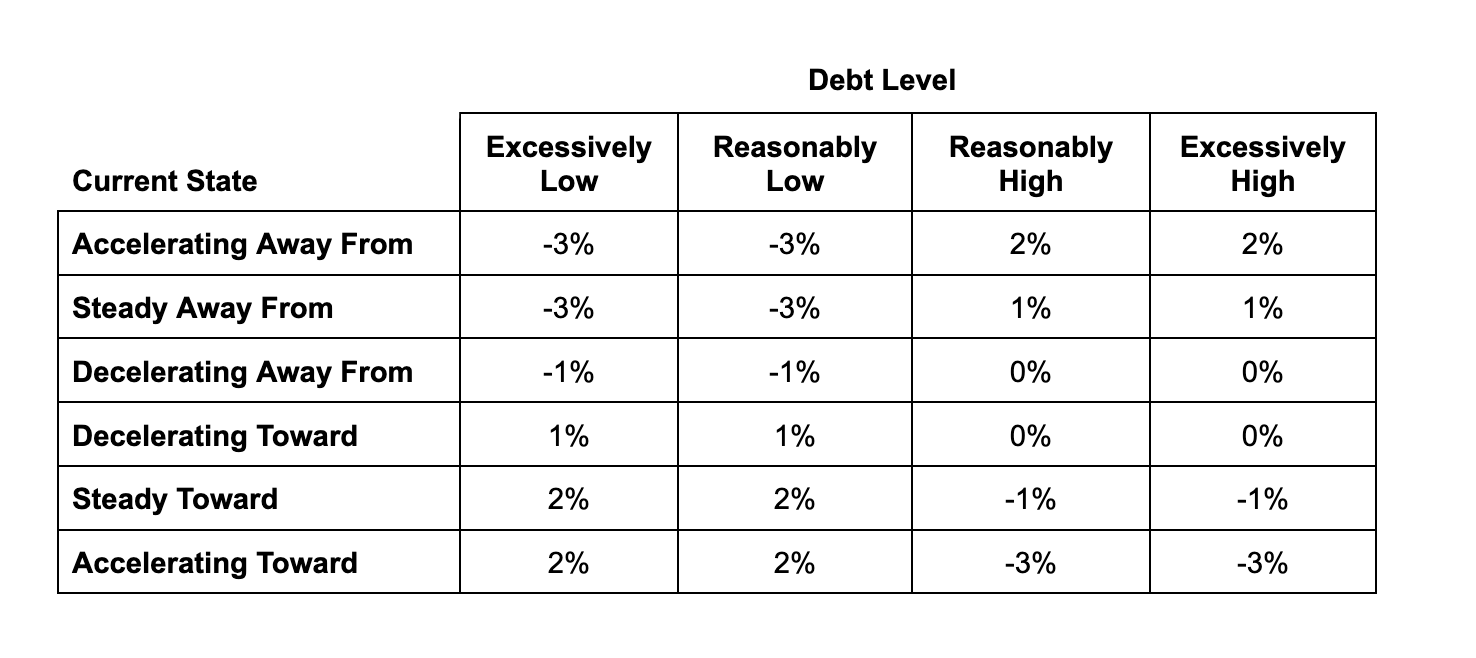 Debt Level
Current State
Excessively Low
Reasonably Low
Reasonably High
Excessively High
Accelerating Away From -3% -3% 2% 2%
Steady Away From -3% -3% 1% 1%
Decelerating Away From -1% -1% 0% 0%
Decelerating Toward 1% 1% 0% 0%
Steady Toward 2% 2% -1% -1%
Accelerating Toward 2% 2% -3% -3%